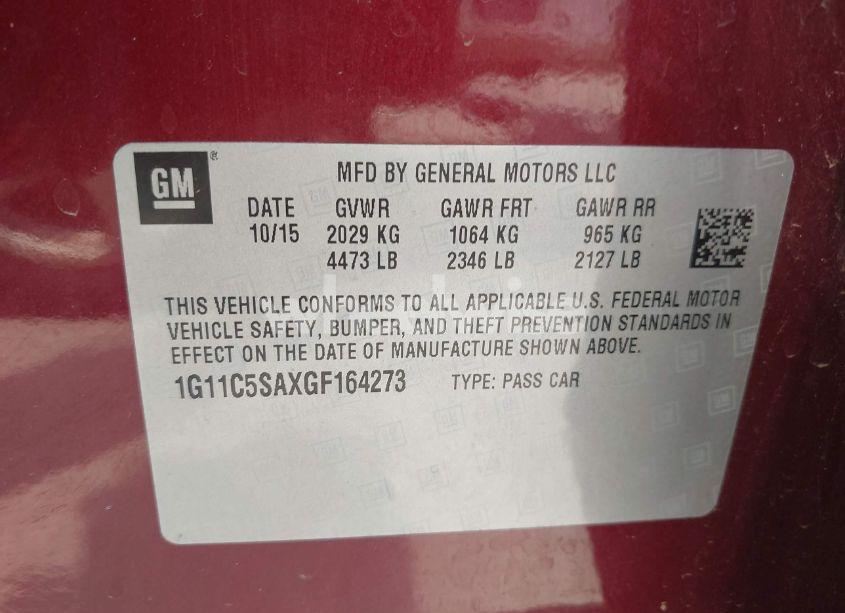 GM®
MFD BY GENERAL MOTORS LLC
DATE GVWR GAWR FRT GAWR RR
10/15 2029 KG 1064 KG 965 KG
4473 LB 2346 LB 2127 LB
THIS VEHICLE CONFORMS TO ALL APPLICABLE U.S. FEDERAL MOTOR
VEHICLE SAFETY, BUMPER, AND THEFT PREVENTION STANDARDS IN
EFFECT ON THE DATE OF MANUFACTURE SHOWN ABOVE.
1G11C5SAXGF164273 TYPE: PASS CAR